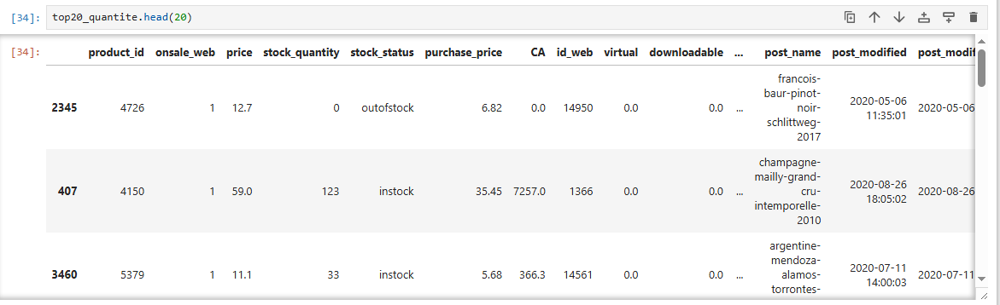 [34]: top20_quantite.head(20)
[34]: product_id onsale_web price stock_quantity stock_status purchase_price CA id_web virtual downloadable ... post_name post_modified post_modif
2345 4726 1 12.7 0 outofstock 6.82 0.0 14950 0.0 0.0 ... francois-baur-pinot-noir-schlittweg-2017 2020-05-06 11:35:01 2020-05-06
407 4150 1 59.0 123 instock 35.45 7257.0 1366 0.0 0.0 ... champagne-mailly-grand-cru-intemporelle-2010 2020-08-26 18:05:02 2020-08-26
3460 5379 1 11.1 33 instock 5.68 366.3 14561 0.0 0.0 ... argentine-mendoza-alamos-torrontes- 2020-07-11 14:00:03 2020-07-11